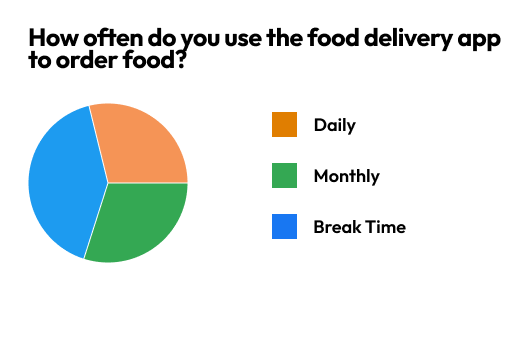 How often do you use the food delivery app
to order food?
Daily
Monthly
Break Time